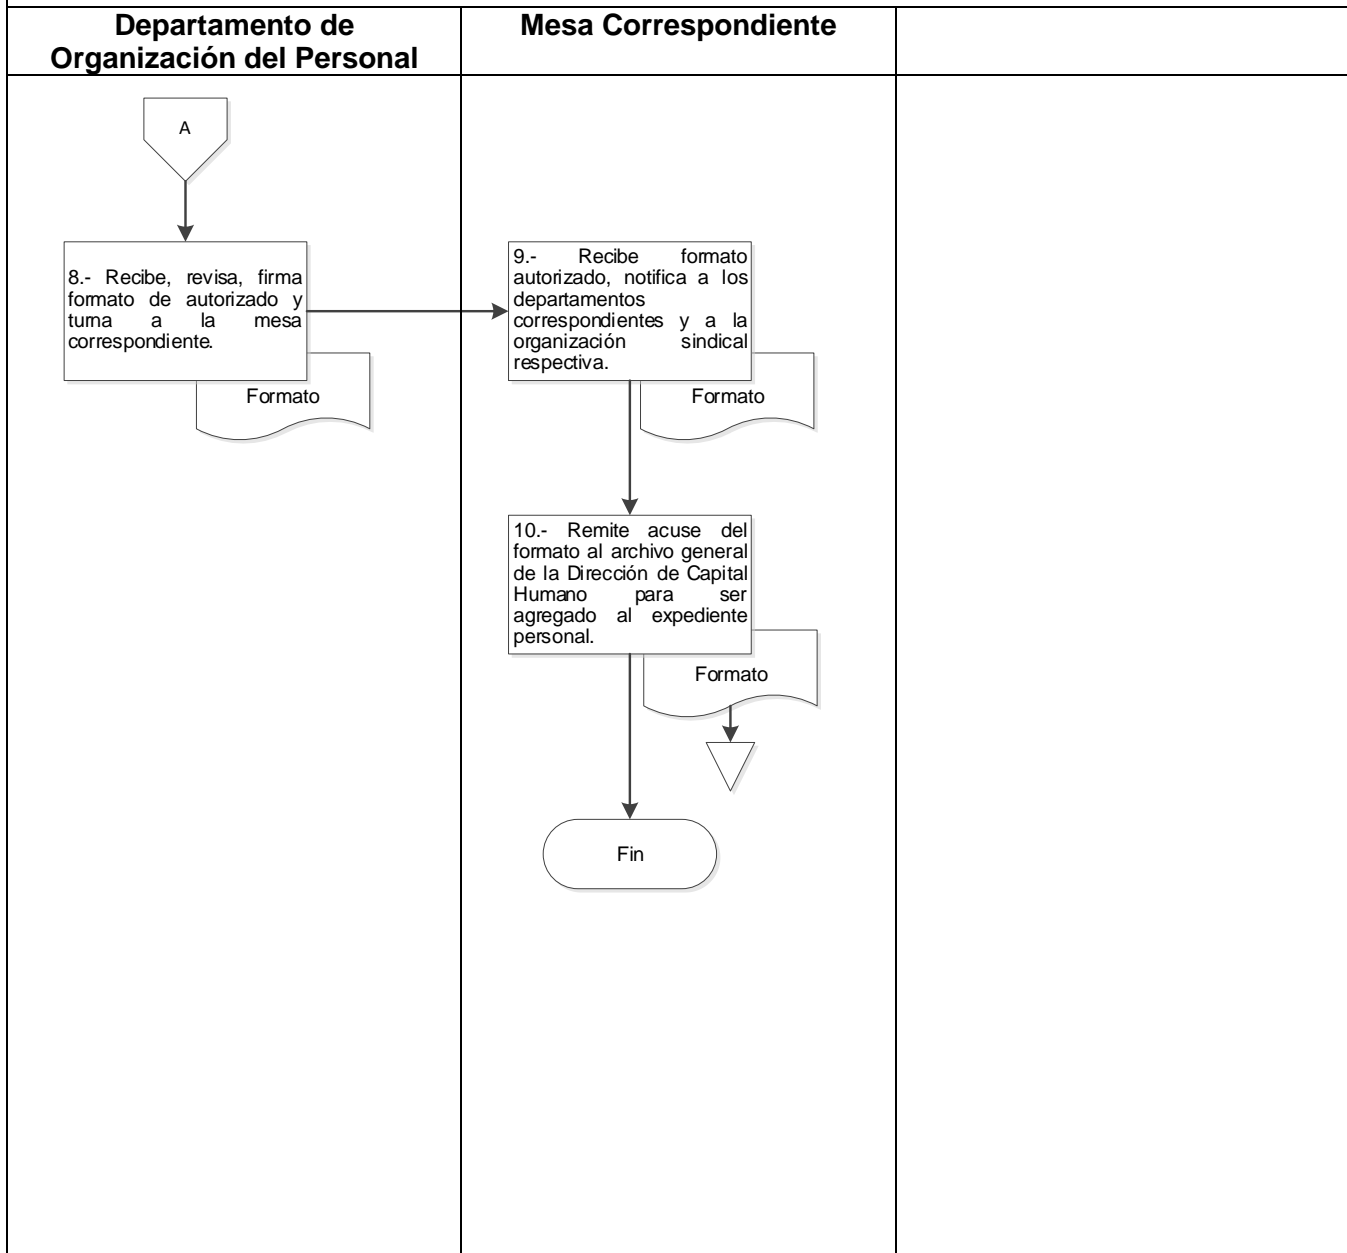 Departamento de
Organización del Personal
Mesa Correspondiente
A
8.- Recibe, revisa, firma
formato de autorizado y
turna a la mesa
correspondiente.
Formato
9.- Recibe formato
autorizado, notifica a los
departamentos
correspondientes y a la
organización sindical
respectiva.
Formato
10.- Remite acuse del
formato al archivo general
de la Dirección de Capital
Humano para ser
agregado al expediente
personal.
Formato
Fin